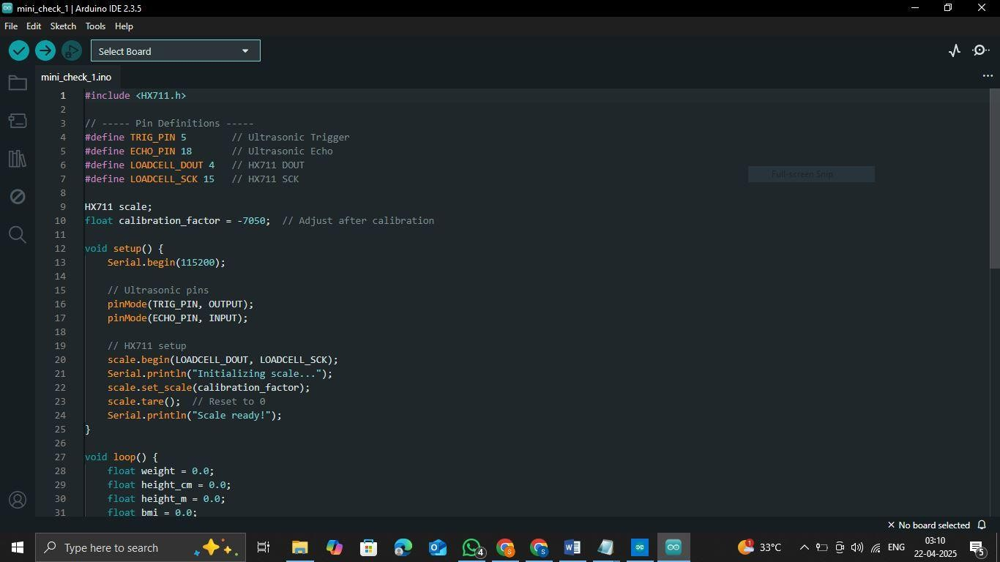 mini_check_1 | Arduino IDE 2.3.5
File Edit Sketch Tools Help
Select Board
mini_check_1.ino
1 #include <HX711.h>
2
3 // ----- Pin Definitions -----
4 #define TRIG_PIN 5 // Ultrasonic Trigger
5 #define ECHO_PIN 18 // Ultrasonic Echo
6 #define LOADCELL_DOUT 4 // HX711 DOUT
7 #define LOADCELL_SCK 15 // HX711 SCK
Full-screen Snip
8
9 HX711 scale;
10 float calibration_factor = -7050; // Adjust after calibration
11
12 void setup() {
13 Serial.begin(115200);
14
15 // Ultrasonic pins
16 pinMode(TRIG_PIN, OUTPUT);
17 pinMode(ECHO_PIN, INPUT);
18
19 // HX711 setup
20 scale.begin(LOADCELL_DOUT, LOADCELL_SCK);
21 Serial.println("Initializing scale...");
22 scale.set_scale(calibration_factor);
23 scale.tare(); // Reset to 0
24 Serial.println("Scale ready!");
25 }
26
27 void loop() {
28 float weight = 0.0;
29 float height_cm = 0.0;
30 float height_m = 0.0;
31 float bmi = 0.0;
No board selected
Type here to search
4
S
S
1
33°C
ENG
03:10
22-04-2025
5